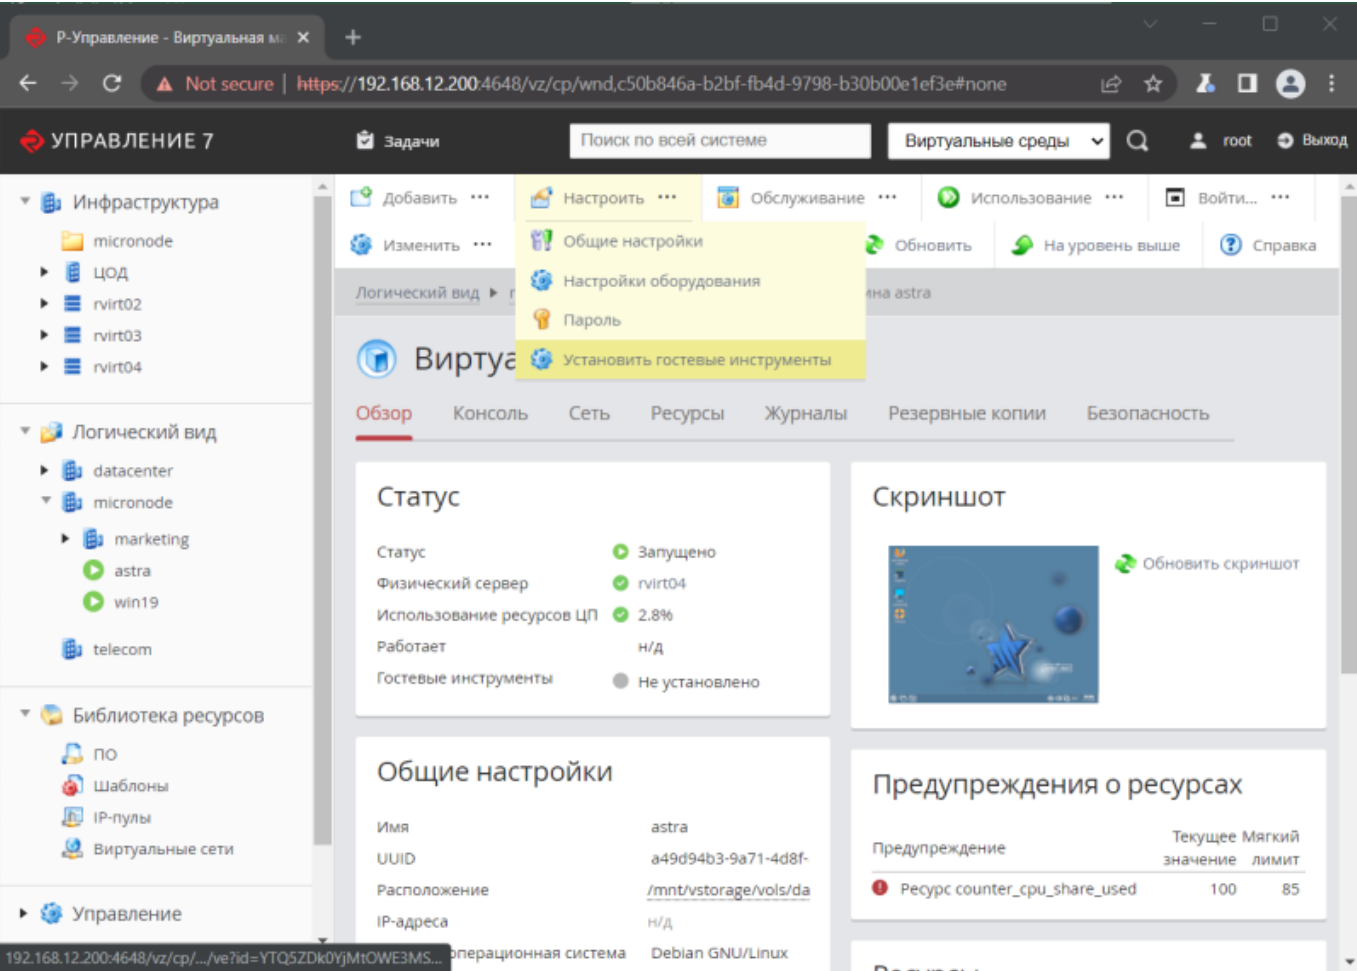 Р-Управление - Виртуальная ма
Not secure | https://192.168.12.200:4648/vz/cp/wnd,c50b846a-b2bf-fb4d-9798-b30b00e1ef3e#none
УПРАВЛЕНИЕ 7
Задачи
Поиск по всей системе
Виртуальные среды
root
Выход
Инфраструктура
micronode
ЦОД
rvirt02
rvirt03
rvirt04
Логический вид
datacenter
micronode
marketing
astra
win19
telecom
Библиотека ресурсов
ПО
Шаблоны
IP-пулы
Виртуальные сети
Управление
192.168.12.200:4648/vz/cp/.../ve?id=YTQ5ZDk0YjMtOWE3MS...
Добавить ...
Настроить ...
Обслуживание ...
Использование ...
Войти... ...
Изменить ...
Общие настройки
Настройки оборудования
Пароль
Установить гостевые инструменты
Обновить
На уровень выше
Справка
Логический вид
ина astra
Виртуа
Обзор
Консоль
Сеть
Ресурсы
Журналы
Резервные копии
Безопасность
Статус
Статус Запущено
Физический сервер rvirt04
Использование ресурсов ЦП 2.8%
Работает н/д
Гостевые инструменты Не установлено
Скриншот
Обновить скриншот
Общие настройки
Имя astra
UUID a49d94b3-9a71-4d8f-
Расположение /mnt/vstorage/vols/da
IP-адреса н/д
операционная система Debian GNU/Linux
Предупреждения о ресурсах
Предупреждение Текущее значение Мягкий лимит
Ресурс counter_cpu_share_used 100 85